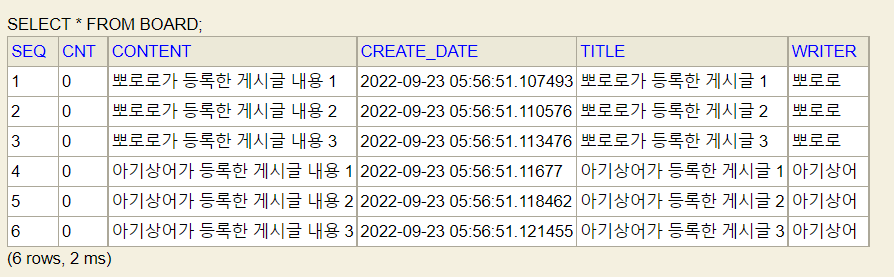 SELECT * FROM BOARD;
SEQ CNT CONTENT CREATE_DATE TITLE WRITER
1 0 뽀로로가 등록한 게시글 내용 1 2022-09-23 05:56:51.107493 뽀로로가 등록한 게시글 1 뽀로로
2 0 뽀로로가 등록한 게시글 내용 2 2022-09-23 05:56:51.110576 뽀로로가 등록한 게시글 2 뽀로로
3 0 뽀로로가 등록한 게시글 내용 3 2022-09-23 05:56:51.113476 뽀로로가 등록한 게시글 3 뽀로로
4 0 아기상어가 등록한 게시글 내용 1 2022-09-23 05:56:51.11677 아기상어가 등록한 게시글 1 아기상어
5 0 아기상어가 등록한 게시글 내용 2 2022-09-23 05:56:51.118462 아기상어가 등록한 게시글 2 아기상어
6 0 아기상어가 등록한 게시글 내용 3 2022-09-23 05:56:51.121455 아기상어가 등록한 게시글 3 아기상어
(6 rows, 2 ms)